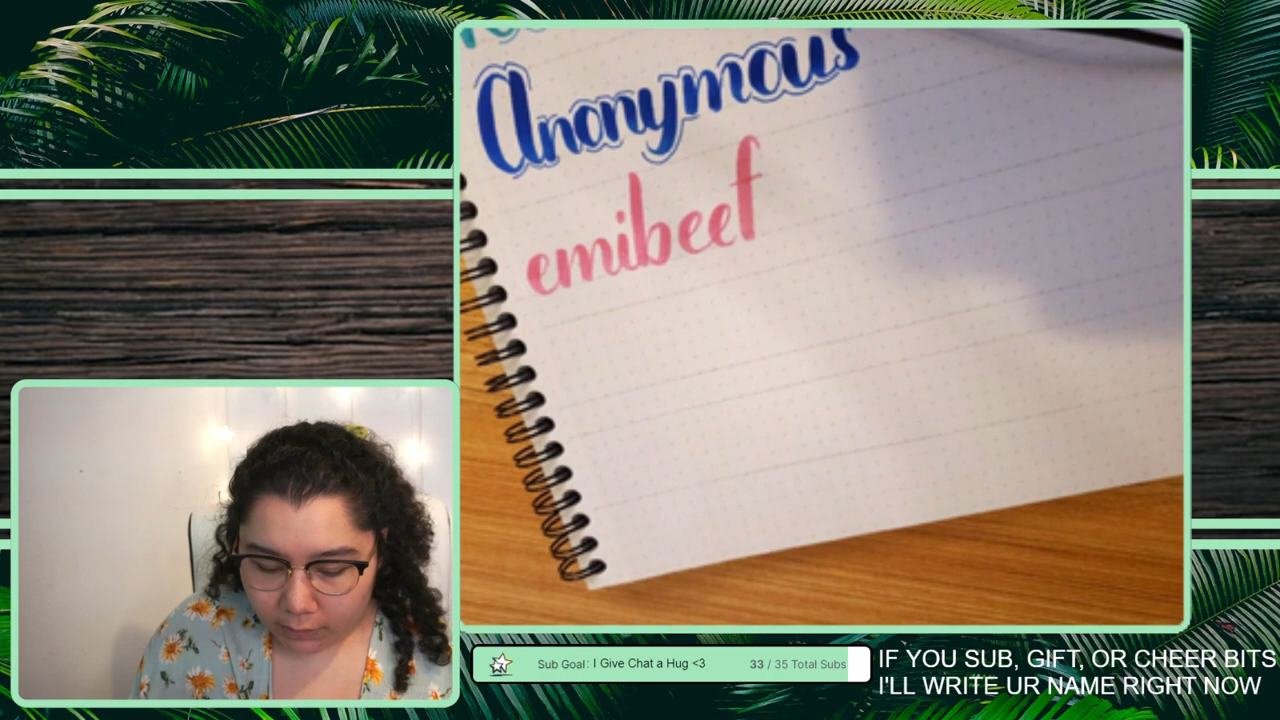 Anonymous
emibeef
Sub Goal: I Give Chat a Hug <3
33 / 35 Total Subs
IF YOU SUB, GIFT, OR CHEER BITS
I'LL WRITE UR NAME RIGHT NOW